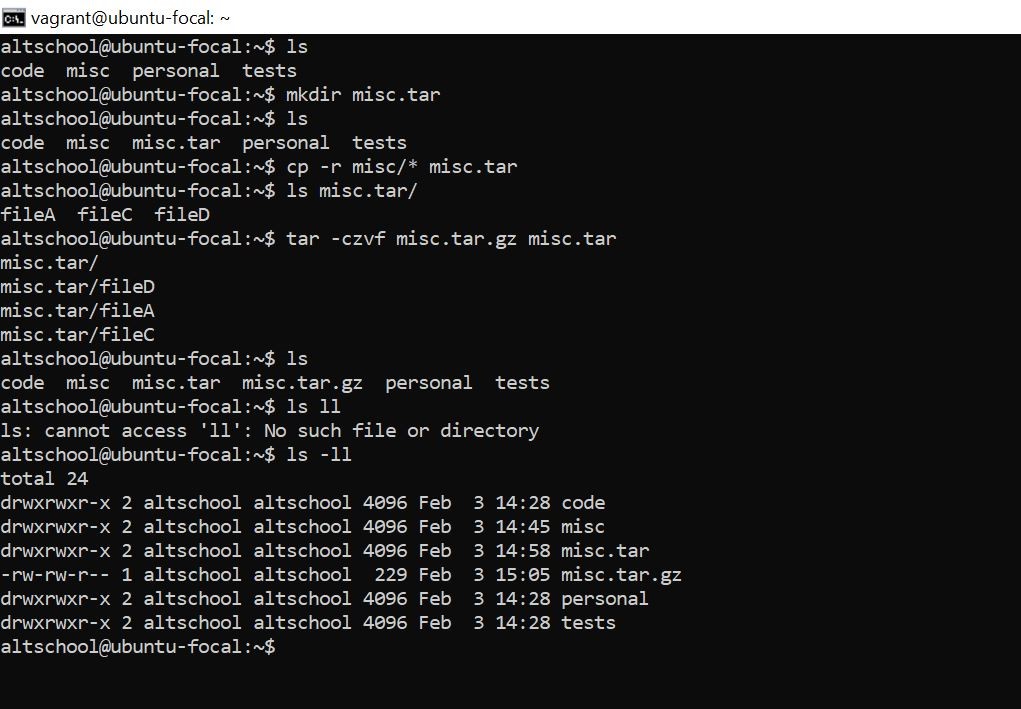 vagrant@ubuntu-focal: ~
altschool@ubuntu-focal:~$ ls
code  misc  personal  tests
altschool@ubuntu-focal:~$ mkdir misc.tar
altschool@ubuntu-focal:~$ ls
code  misc  misc.tar  personal  tests
altschool@ubuntu-focal:~$ cp -r misc/* misc.tar
altschool@ubuntu-focal:~$ ls misc.tar/
fileA  fileC  fileD
altschool@ubuntu-focal:~$ tar -czvf misc.tar.gz misc.tar
misc.tar/
misc.tar/fileD
misc.tar/fileA
misc.tar/fileC
altschool@ubuntu-focal:~$ ls
code  misc  misc.tar  misc.tar.gz  personal  tests
altschool@ubuntu-focal:~$ ls ll
ls: cannot access 'll': No such file or directory
altschool@ubuntu-focal:~$ ls -ll
total 24
drwxrwxr-x 2 altschool altschool 4096 Feb  3 14:28 code
drwxrwxr-x 2 altschool altschool 4096 Feb  3 14:45 misc
drwxrwxr-x 2 altschool altschool 4096 Feb  3 14:58 misc.tar
-rw-rw-r-- 1 altschool altschool  229 Feb  3 15:05 misc.tar.gz
drwxrwxr-x 2 altschool altschool 4096 Feb  3 14:28 personal
drwxrwxr-x 2 altschool altschool 4096 Feb  3 14:28 tests
altschool@ubuntu-focal:~$